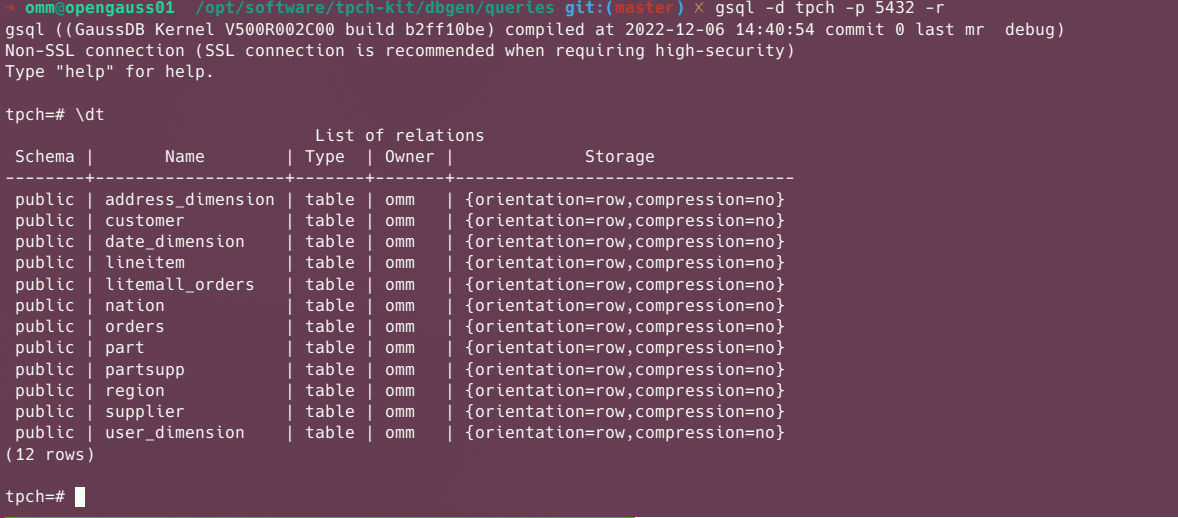 → omm@opengauss01 /opt/software/tpch-kit/dbgen/queries git:(master) ✗ gsql -d tpch -p 5432 -r
gsql ((GaussDB Kernel V500R002C00 build b2ff10be) compiled at 2022-12-06 14:40:54 commit 0 last mr  debug)
Non-SSL connection (SSL connection is recommended when requiring high-security)
Type "help" for help.
tpch=# \dt
                               List of relations
 Schema |       Name        | Type  | Owner |             Storage
--------+-------------------+-------+-------+----------------------------------
 public | address_dimension | table | omm   | {orientation=row,compression=no}
 public | customer          | table | omm   | {orientation=row,compression=no}
 public | date_dimension    | table | omm   | {orientation=row,compression=no}
 public | lineitem          | table | omm   | {orientation=row,compression=no}
 public | litemall_orders   | table | omm   | {orientation=row,compression=no}
 public | nation            | table | omm   | {orientation=row,compression=no}
 public | orders            | table | omm   | {orientation=row,compression=no}
 public | part              | table | omm   | {orientation=row,compression=no}
 public | partsupp          | table | omm   | {orientation=row,compression=no}
 public | region            | table | omm   | {orientation=row,compression=no}
 public | supplier          | table | omm   | {orientation=row,compression=no}
 public | user_dimension    | table | omm   | {orientation=row,compression=no}
(12 rows)
tpch=#